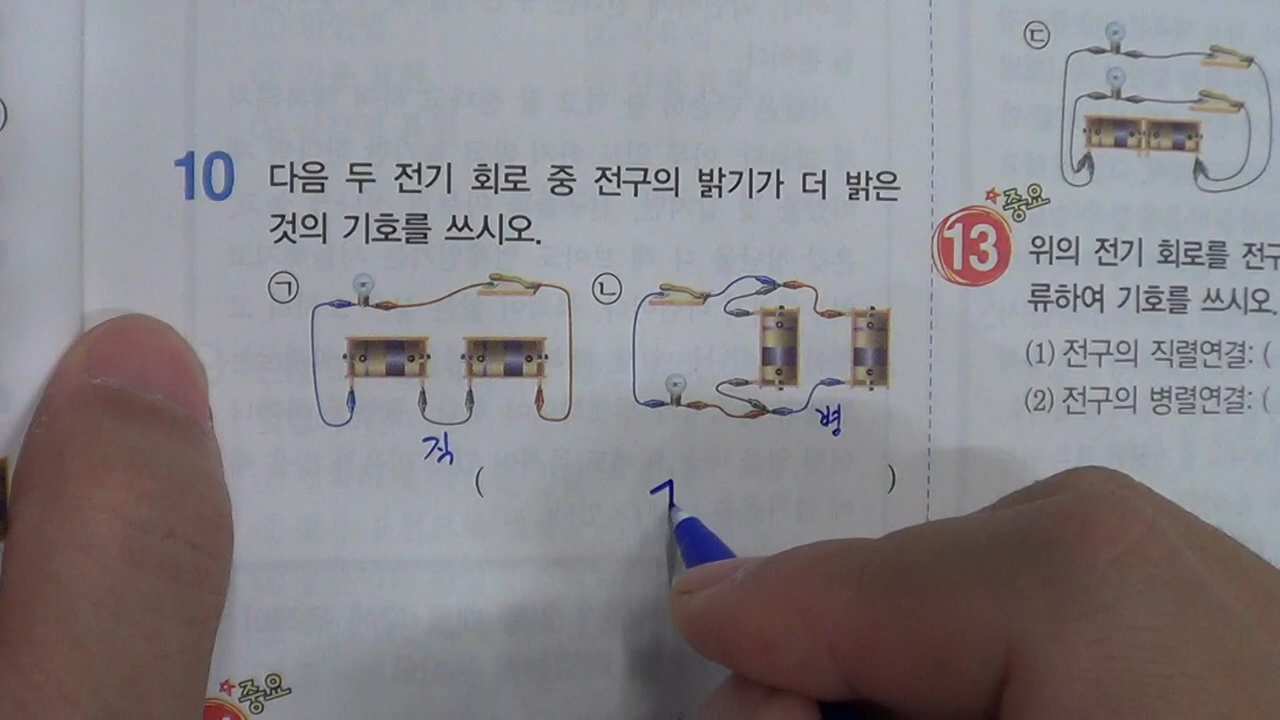 10 다음 두 전기 회로 중 전구의 밝기가 더 밝은
것의 기호를 쓰시오.
㉠ ㉡
직 병
( ㄱ )
중요
㉢
중요
13 위의 전기 회로를 전구
류하여 기호를 쓰시오.
(1) 전구의 직렬연결: (
(2) 전구의 병렬연결: (